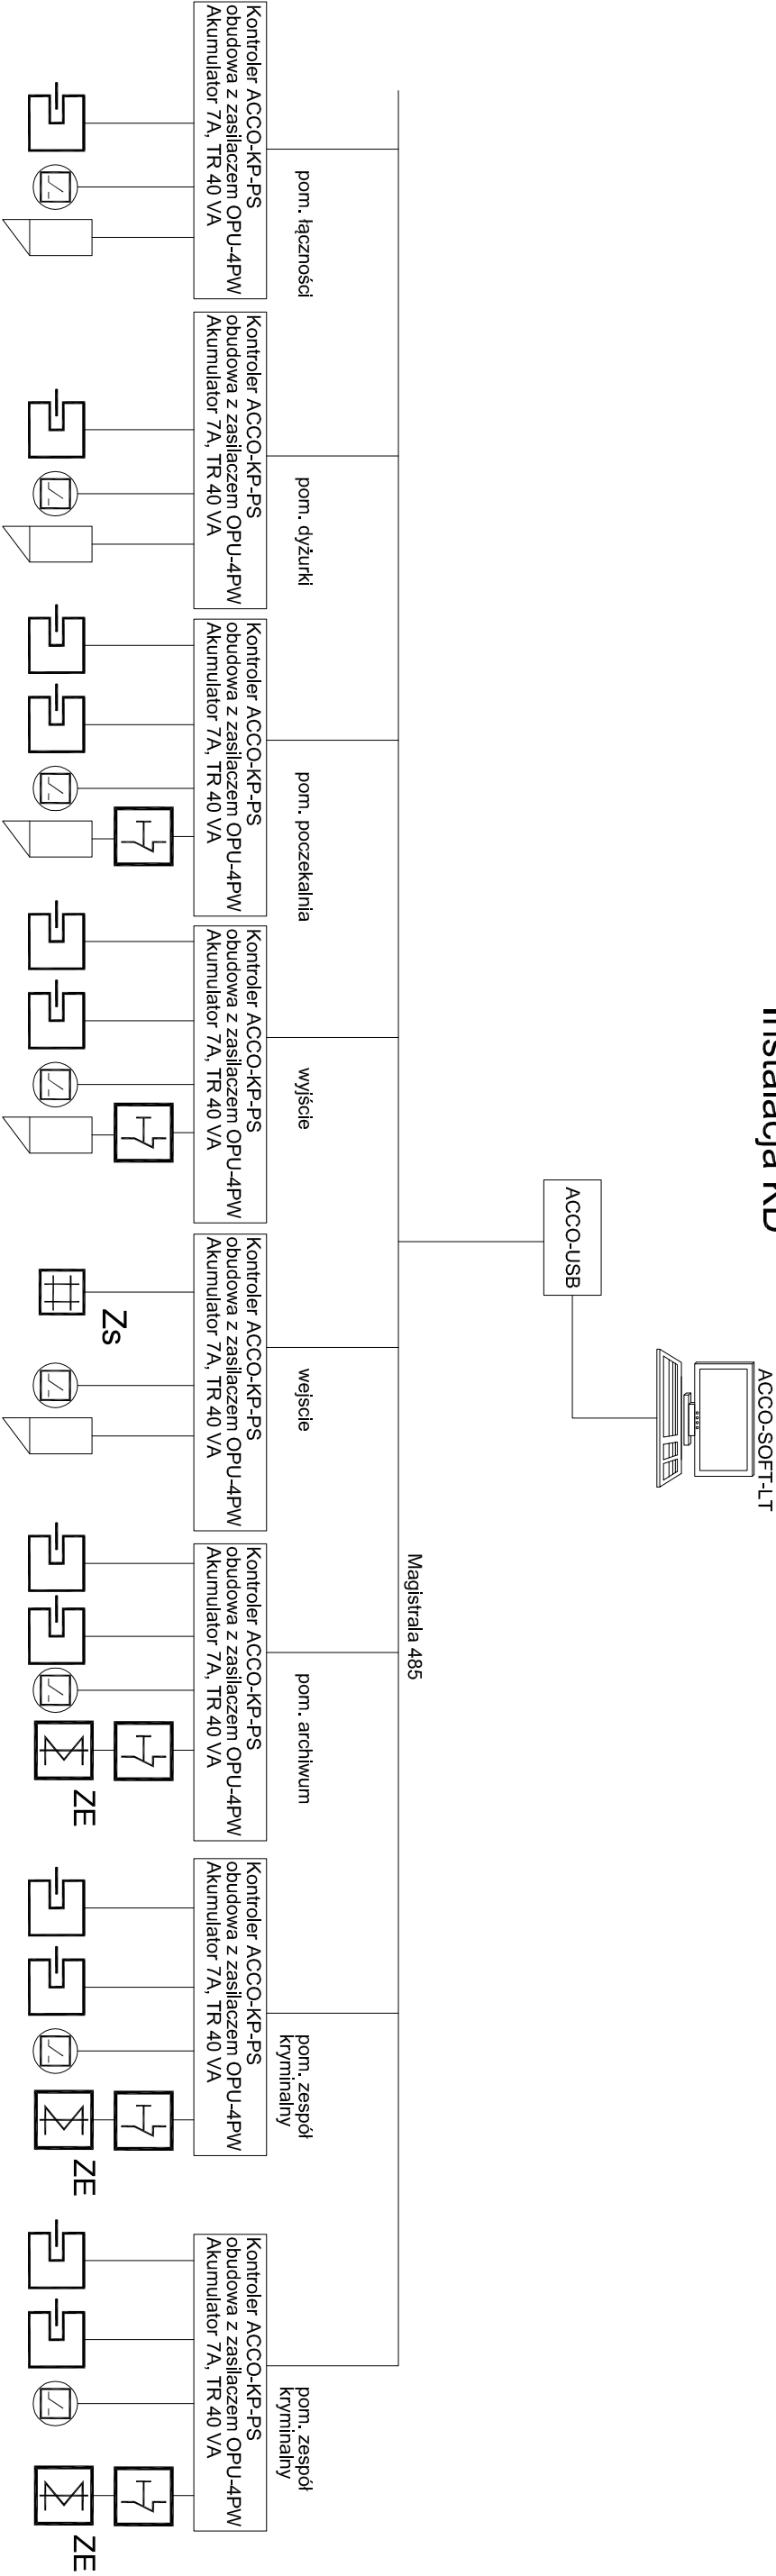 Instalacja KD
ACCO-SOFT-LT
ACCO-USB
Magistrala 485
pom. łączności
Kontroler ACCO-KP-PS
obudowa z zasilaczem OPU-4PW
Akumulator 7A, TR 40 VA
pom. dyżurki
Kontroler ACCO-KP-PS
obudowa z zasilaczem OPU-4PW
Akumulator 7A, TR 40 VA
pom. poczekalnia
Kontroler ACCO-KP-PS
obudowa z zasilaczem OPU-4PW
Akumulator 7A, TR 40 VA
wyjście
Kontroler ACCO-KP-PS
obudowa z zasilaczem OPU-4PW
Akumulator 7A, TR 40 VA
wejscie
Kontroler ACCO-KP-PS
obudowa z zasilaczem OPU-4PW
Akumulator 7A, TR 40 VA
Zs
pom. archiwum
Kontroler ACCO-KP-PS
obudowa z zasilaczem OPU-4PW
Akumulator 7A, TR 40 VA
ZE
pom. zespół
kryminalny
Kontroler ACCO-KP-PS
obudowa z zasilaczem OPU-4PW
Akumulator 7A, TR 40 VA
ZE
pom. zespół
kryminalny
Kontroler ACCO-KP-PS
obudowa z zasilaczem OPU-4PW
Akumulator 7A, TR 40 VA
ZE